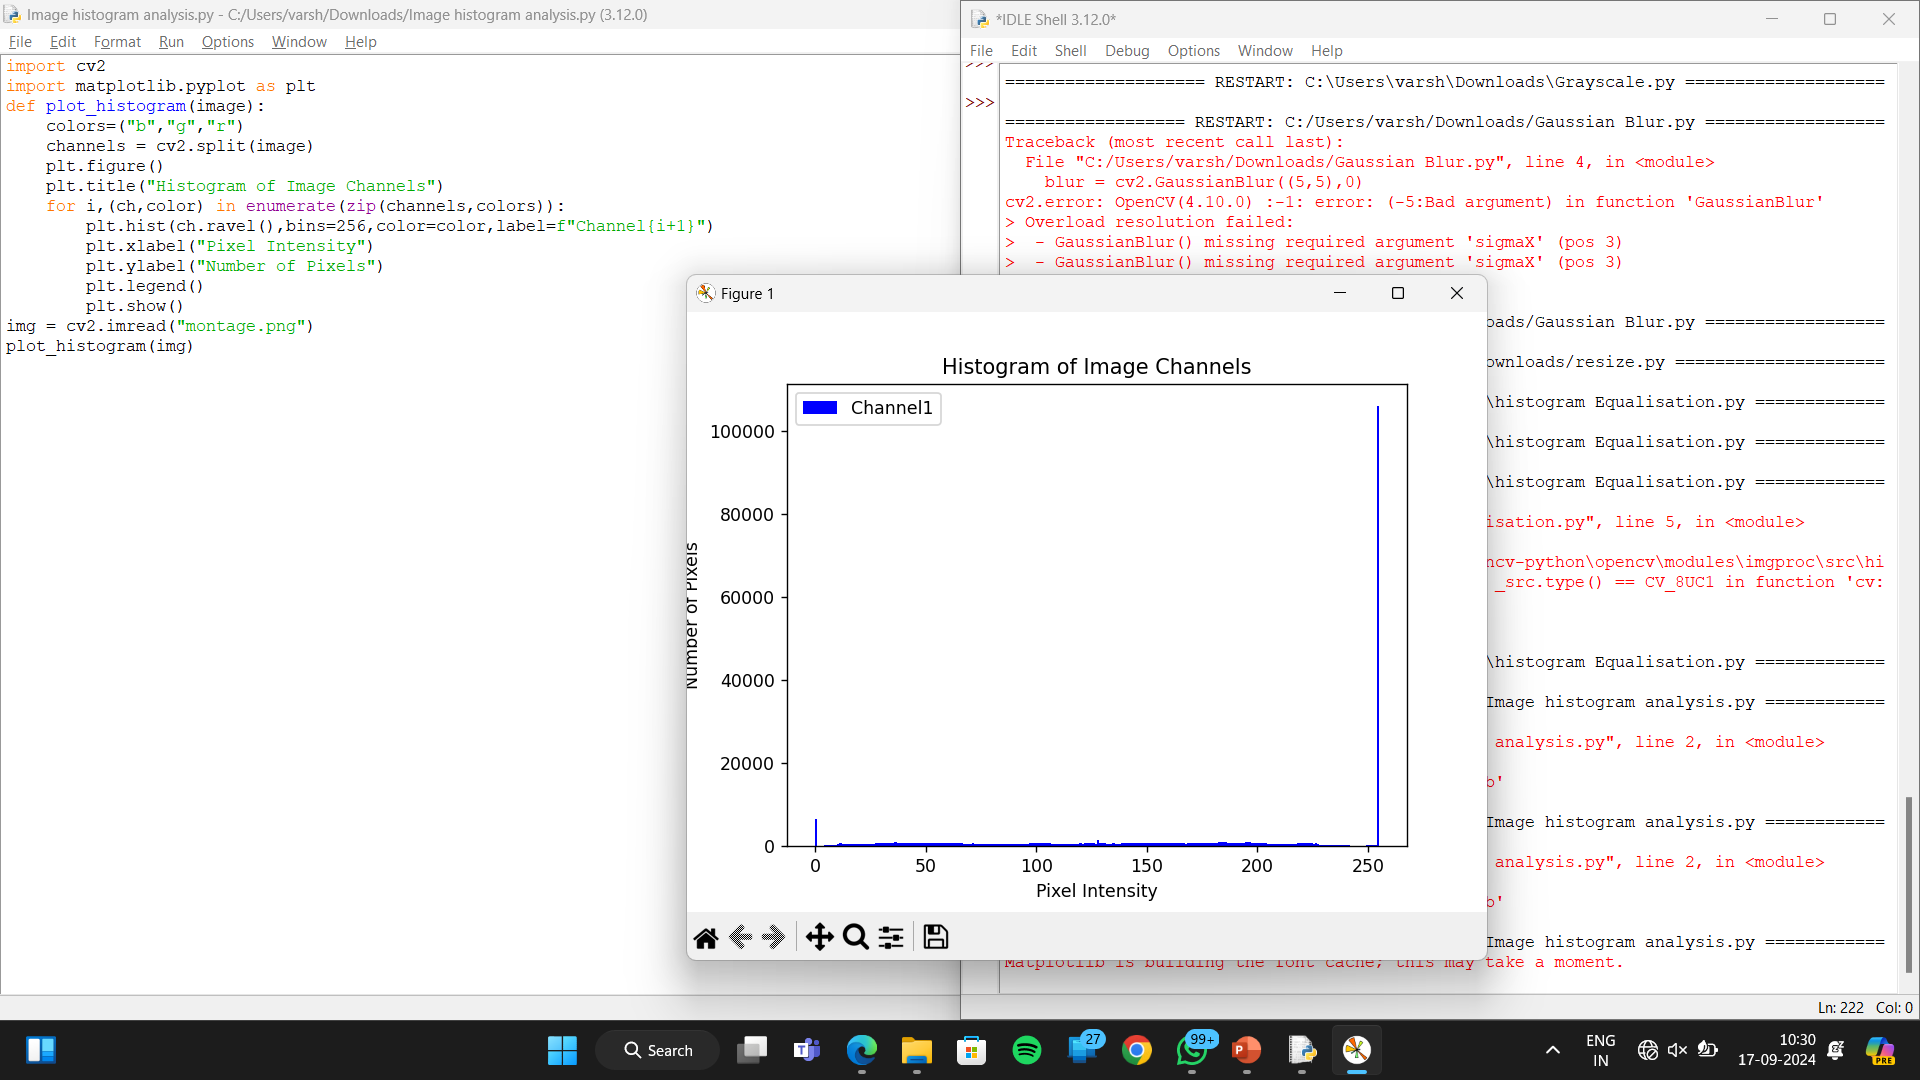 Image histogram analysis.py - C:/Users/varsh/Downloads/Image histogram analysis.py (3.12.0)
File Edit Format Run Options Window Help
import cv2
import matplotlib.pyplot as plt
def plot_histogram(image):
    colors=("b","g","r")
    channels = cv2.split(image)
    plt.figure()
    plt.title("Histogram of Image Channels")
    for i,(ch,color) in enumerate(zip(channels,colors)):
        plt.hist(ch.ravel(),bins=256,color=color,label=f"Channel{i+1}")
        plt.xlabel("Pixel Intensity")
        plt.ylabel("Number of Pixels")
        plt.legend()
        plt.show()
img = cv2.imread("montage.png")
plot_histogram(img)
*IDLE Shell 3.12.0*
File Edit Shell Debug Options Window Help
>>>
==================== RESTART: C:\Users\varsh\Downloads\Grayscale.py ====================
>>>
================== RESTART: C:/Users/varsh/Downloads/Gaussian Blur.py ==================
Traceback (most recent call last):
  File "C:/Users/varsh/Downloads/Gaussian Blur.py", line 4, in <module>
    blur = cv2.GaussianBlur((5,5),0)
cv2.error: OpenCV(4.10.0) :-1: error: (-5:Bad argument) in function 'GaussianBlur'
> Overload resolution failed:
>  - GaussianBlur() missing required argument 'sigmaX' (pos 3)
>  - GaussianBlur() missing required argument 'sigmaX' (pos 3)
oads/Gaussian Blur.py ==================
ownloads/resize.py =====================
\histogram Equalisation.py =============
\histogram Equalisation.py =============
\histogram Equalisation.py =============
isation.py", line 5, in <module>
ncv-python\opencv\modules\imgproc\src\hi
_src.type() == CV_8UC1 in function 'cv:
\histogram Equalisation.py =============
Image histogram analysis.py ============
analysis.py", line 2, in <module>
b'
Image histogram analysis.py ============
analysis.py", line 2, in <module>
b'
Image histogram analysis.py ============
Matplotlib is building the font cache; this may take a moment.
Ln: 222 Col: 0
Figure 1
Histogram of Image Channels
Channel1
100000
80000
60000
40000
20000
0
Number of Pixels
0 50 100 150 200 250
Pixel Intensity
Search
27
99+
ENG
IN
10:30
17-09-2024
PRE